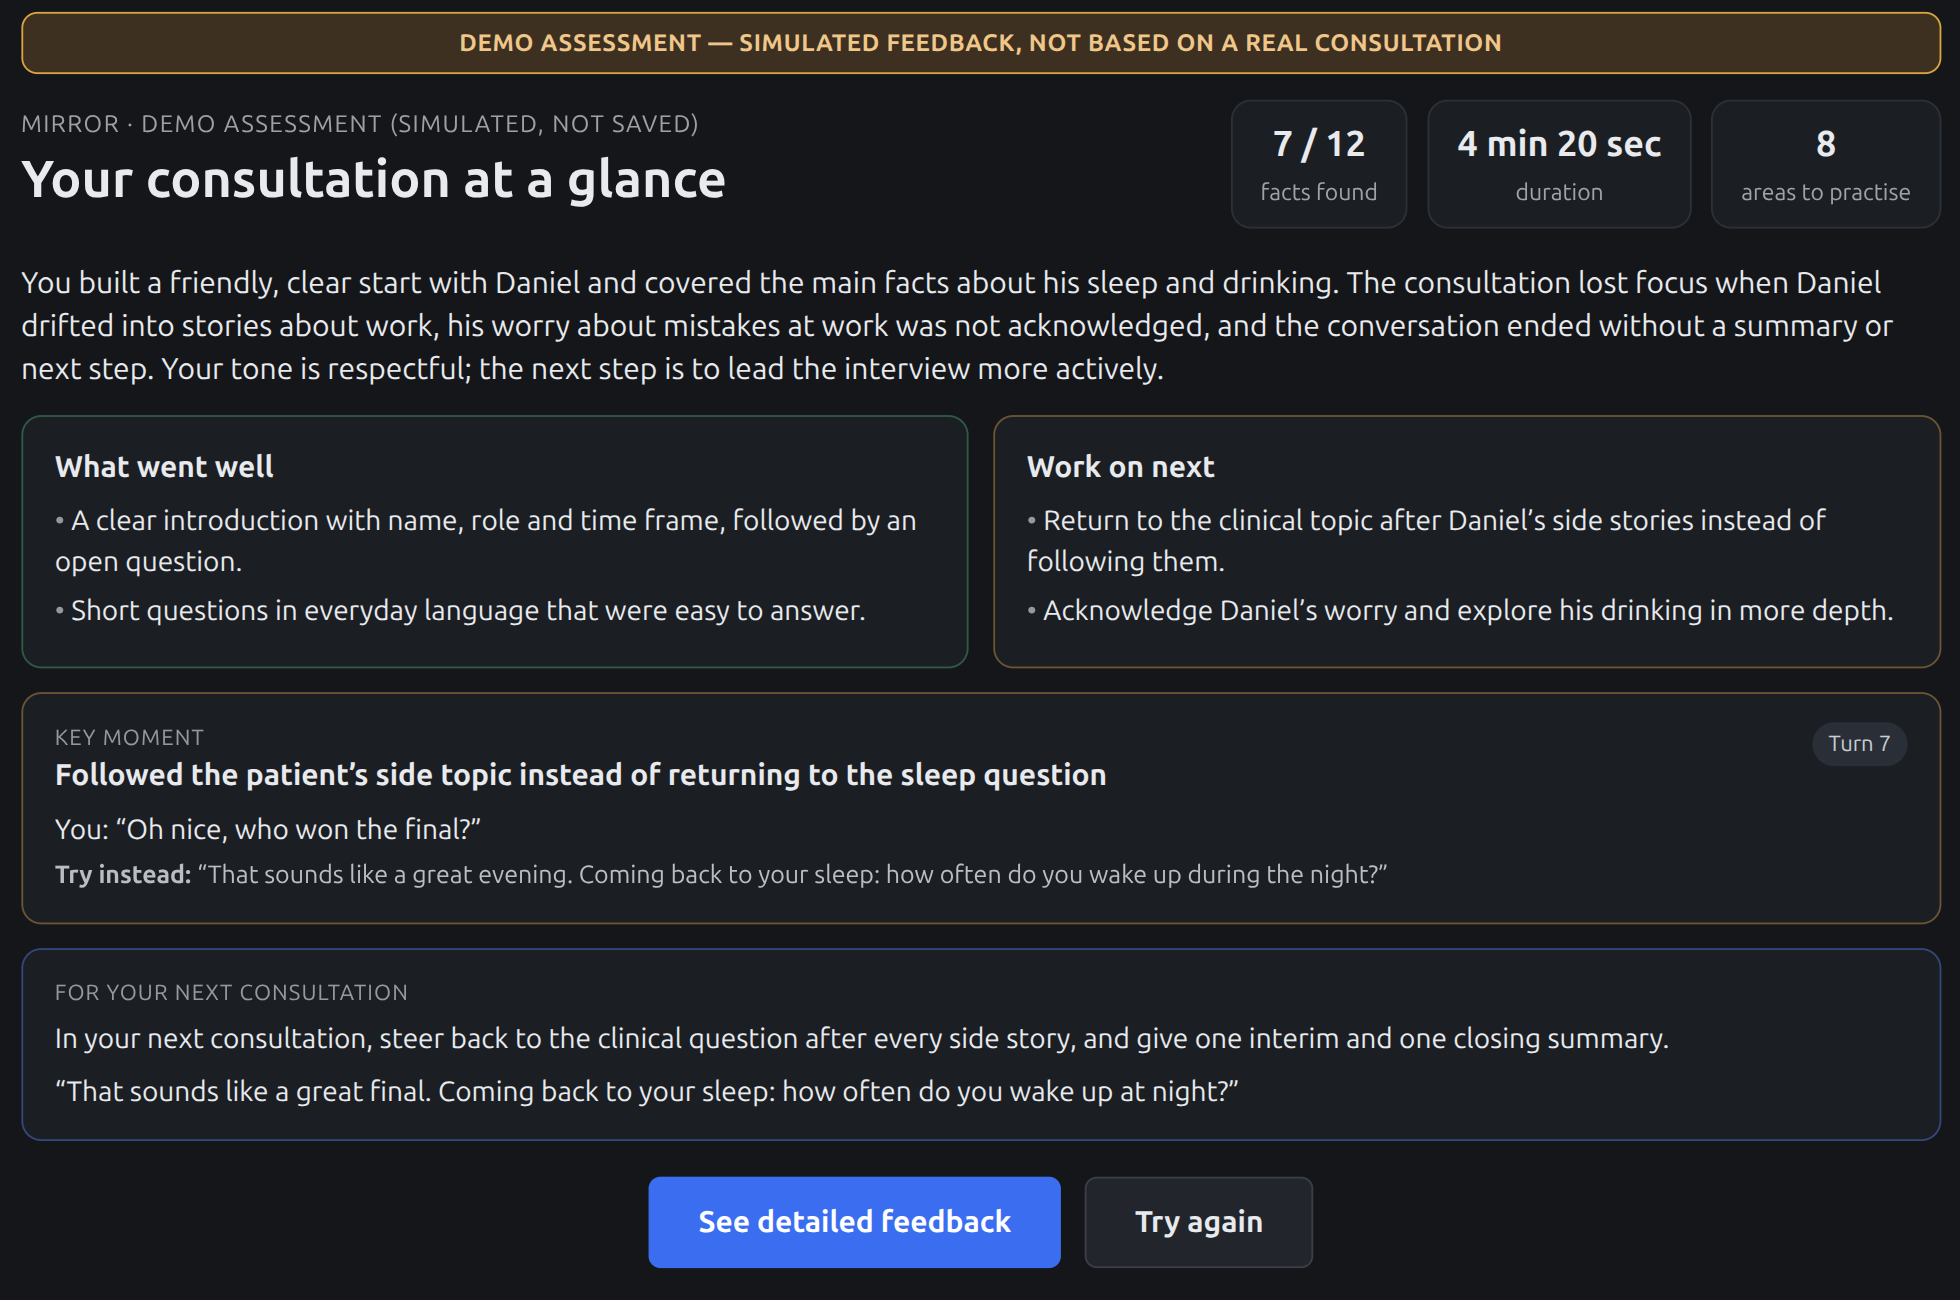 DEMO ASSESSMENT — SIMULATED FEEDBACK, NOT BASED ON A REAL CONSULTATION
MIRROR · DEMO ASSESSMENT (SIMULATED, NOT SAVED)
Your consultation at a glance
7 / 12
facts found
4 min 20 sec
duration
8
areas to practise
You built a friendly, clear start with Daniel and covered the main facts about his sleep and drinking. The consultation lost focus when Daniel
drifted into stories about work, his worry about mistakes at work was not acknowledged, and the conversation ended without a summary or
next step. Your tone is respectful; the next step is to lead the interview more actively.
What went well
• A clear introduction with name, role and time frame, followed by an
open question.
• Short questions in everyday language that were easy to answer.
Work on next
• Return to the clinical topic after Daniel’s side stories instead of
following them.
• Acknowledge Daniel’s worry and explore his drinking in more depth.
KEY MOMENT
Turn 7
Followed the patient’s side topic instead of returning to the sleep question
You: “Oh nice, who won the final?”
Try instead: “That sounds like a great evening. Coming back to your sleep: how often do you wake up during the night?”
FOR YOUR NEXT CONSULTATION
In your next consultation, steer back to the clinical question after every side story, and give one interim and one closing summary.
“That sounds like a great final. Coming back to your sleep: how often do you wake up at night?”
See detailed feedback
Try again